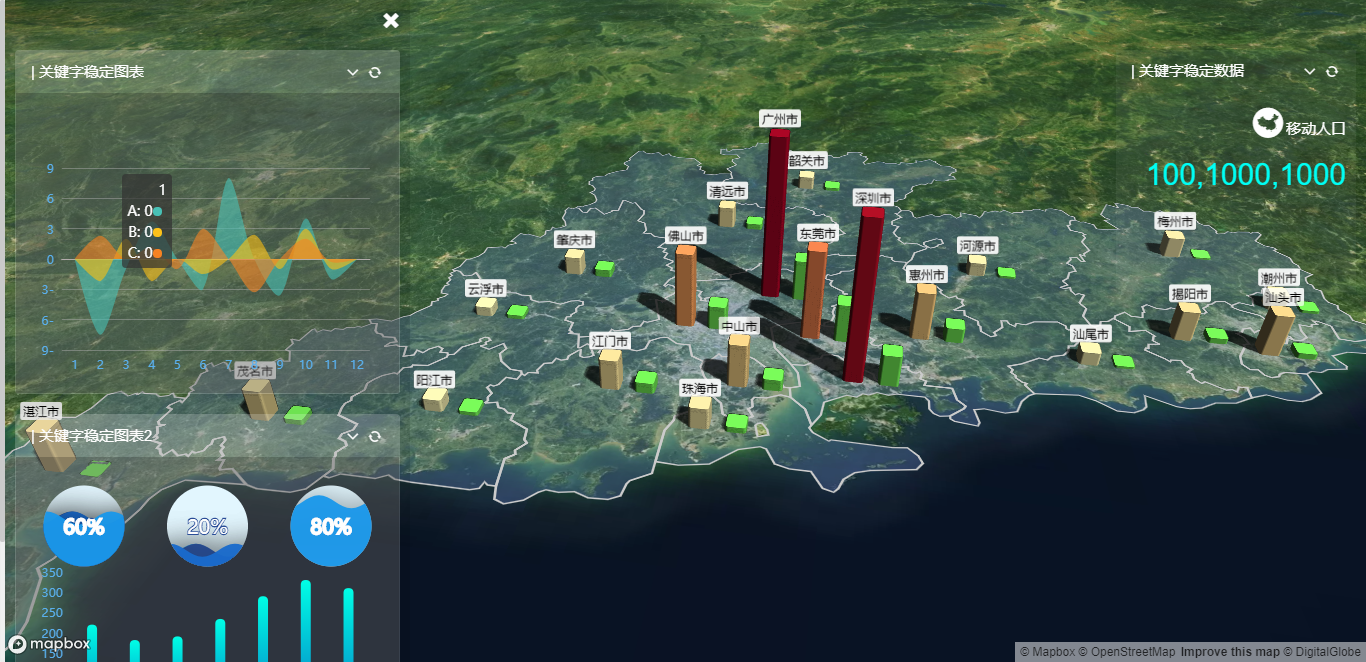 ✖
| 关键字稳定图表
9
6
3
0
3-
6-
9-
1
A: 0
B: 0
C: 0
1 2 3 4 5 6 7 8 9 10 11 12
| 关键字稳定图表2
60%
20%
80%
350
300
250
200
150
mapbox
广州市
韶关市
清远市
深圳市
佛山市
东莞市
肇庆市
河源市
梅州市
惠州市
潮州市
云浮市
揭阳市
汕头市
中山市
汕尾市
江门市
茂名市
阳江市
珠海市
湛江市
| 关键字稳定数据
移动人口
100,1000,1000
© Mapbox © OpenStreetMap Improve this map © DigitalGlobe